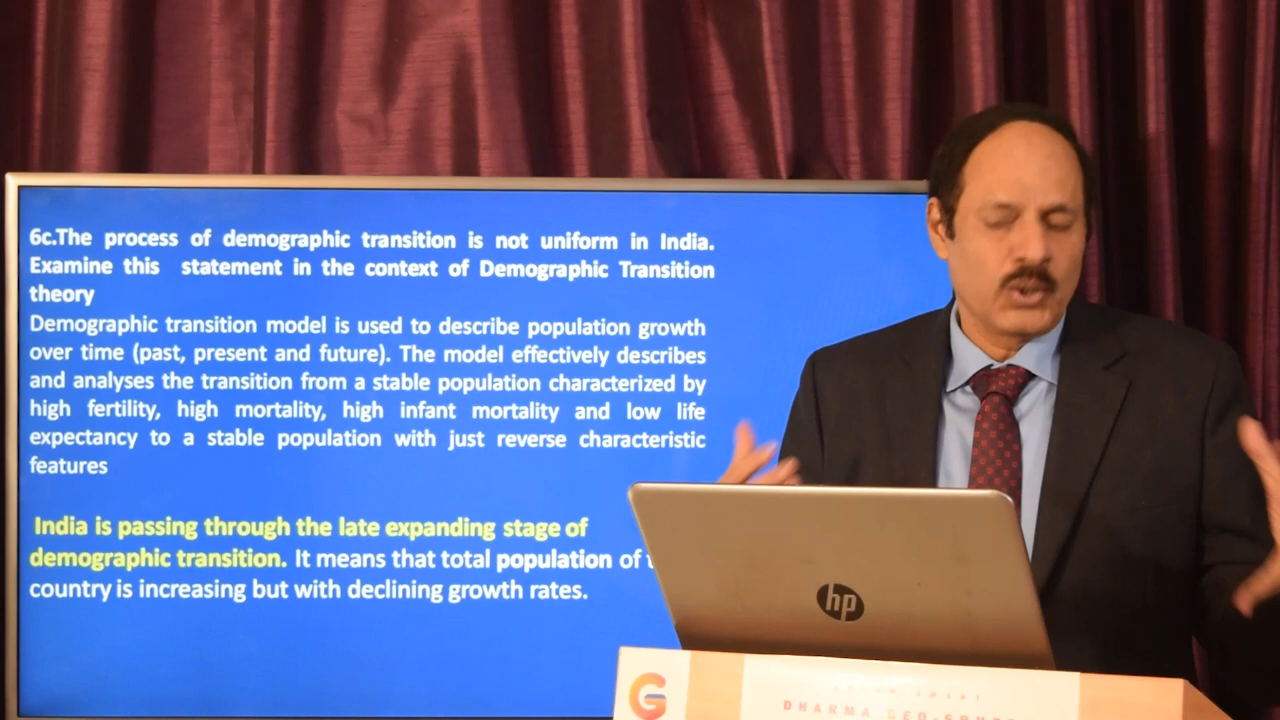 6c.The process of demographic transition is not uniform in India.
Examine this statement in the context of Demographic Transition
theory
Demographic transition model is used to describe population growth
over time (past, present and future). The model effectively describes
and analyses the transition from a stable population characterized by
high fertility, high mortality, high infant mortality and low life
expectancy to a stable population with just reverse characteristic
features
India is passing through the late expanding stage of
demographic transition. It means that total population of
country is increasing but with declining growth rates.
hp
G
DHARMA